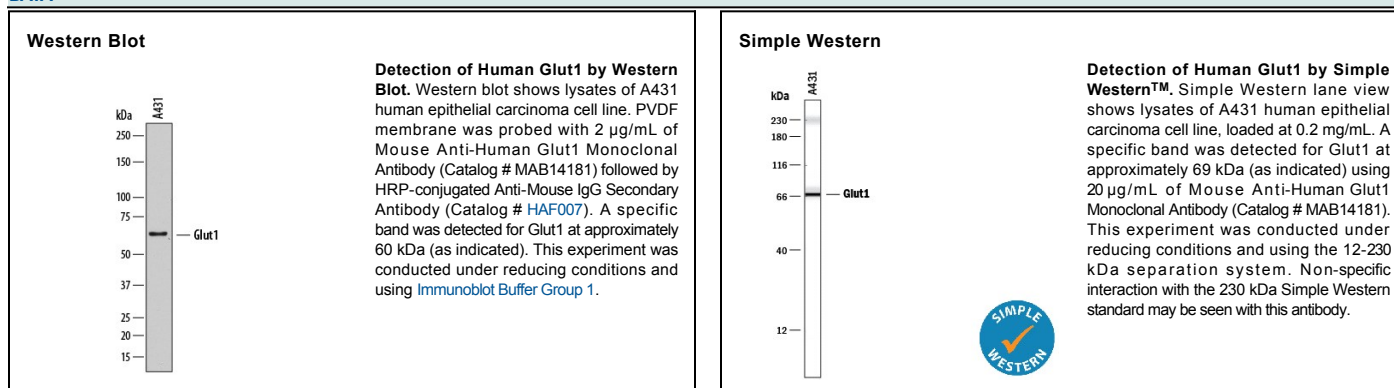 Western Blot
kDa
A431
250
150
100
75
50
37
25
20
15
Glut1
Detection of Human Glut1 by Western
Blot. Western blot shows lysates of A431
human epithelial carcinoma cell line. PVDF
membrane was probed with 2 µg/mL of
Mouse Anti-Human Glut1 Monoclonal
Antibody (Catalog # MAB14181) followed by
HRP-conjugated Anti-Mouse IgG Secondary
Antibody (Catalog # HAF007). A specific
band was detected for Glut1 at approximately
60 kDa (as indicated). This experiment was
conducted under reducing conditions and
using Immunoblot Buffer Group 1.
Simple Western
kDa
A431
230
180
116
66
40
12
Glut1
SIMPLE
WESTERN
Detection of Human Glut1 by Simple
Western™. Simple Western lane view
shows lysates of A431 human epithelial
carcinoma cell line, loaded at 0.2 mg/mL. A
specific band was detected for Glut1 at
approximately 69 kDa (as indicated) using
20 µg/mL of Mouse Anti-Human Glut1
Monoclonal Antibody (Catalog # MAB14181).
This experiment was conducted under
reducing conditions and using the 12-230
kDa separation system. Non-specific
interaction with the 230 kDa Simple Western
standard may be seen with this antibody.